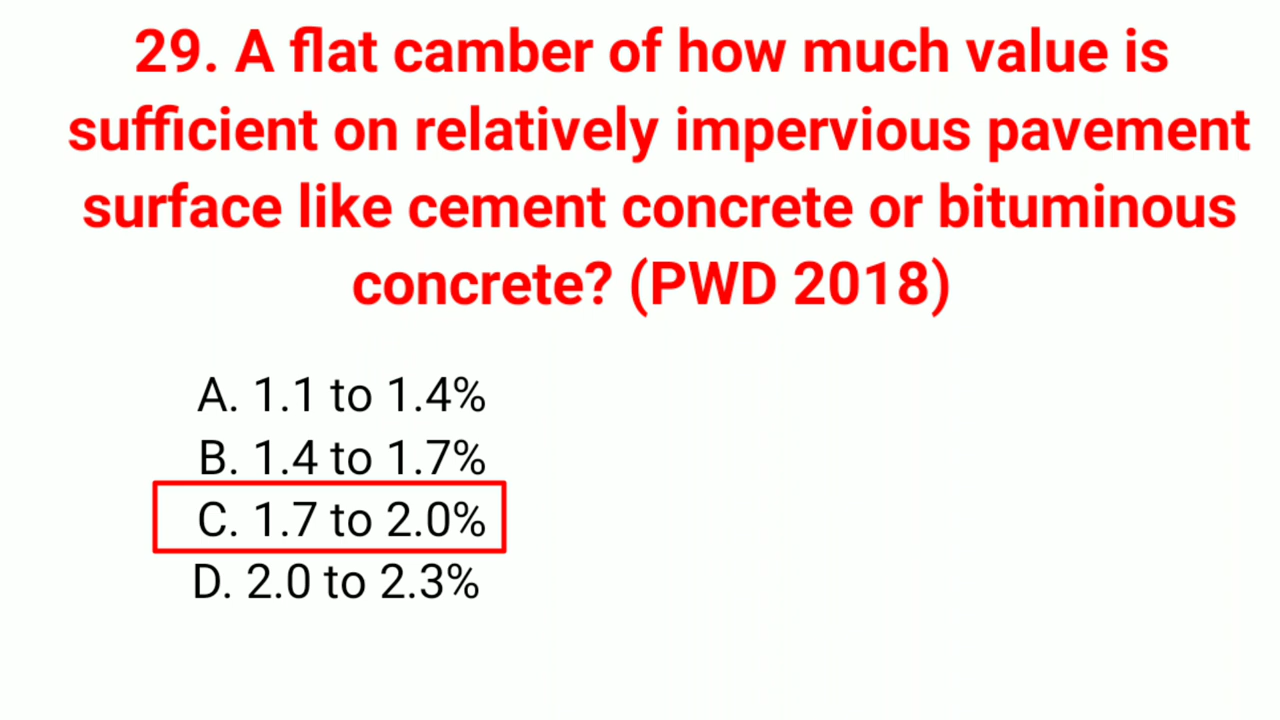 29. A flat camber of how much value is
sufficient on relatively impervious pavement
surface like cement concrete or bituminous
concrete? (PWD 2018)
A. 1.1 to 1.4%
B. 1.4 to 1.7%
C. 1.7 to 2.0%
D. 2.0 to 2.3%